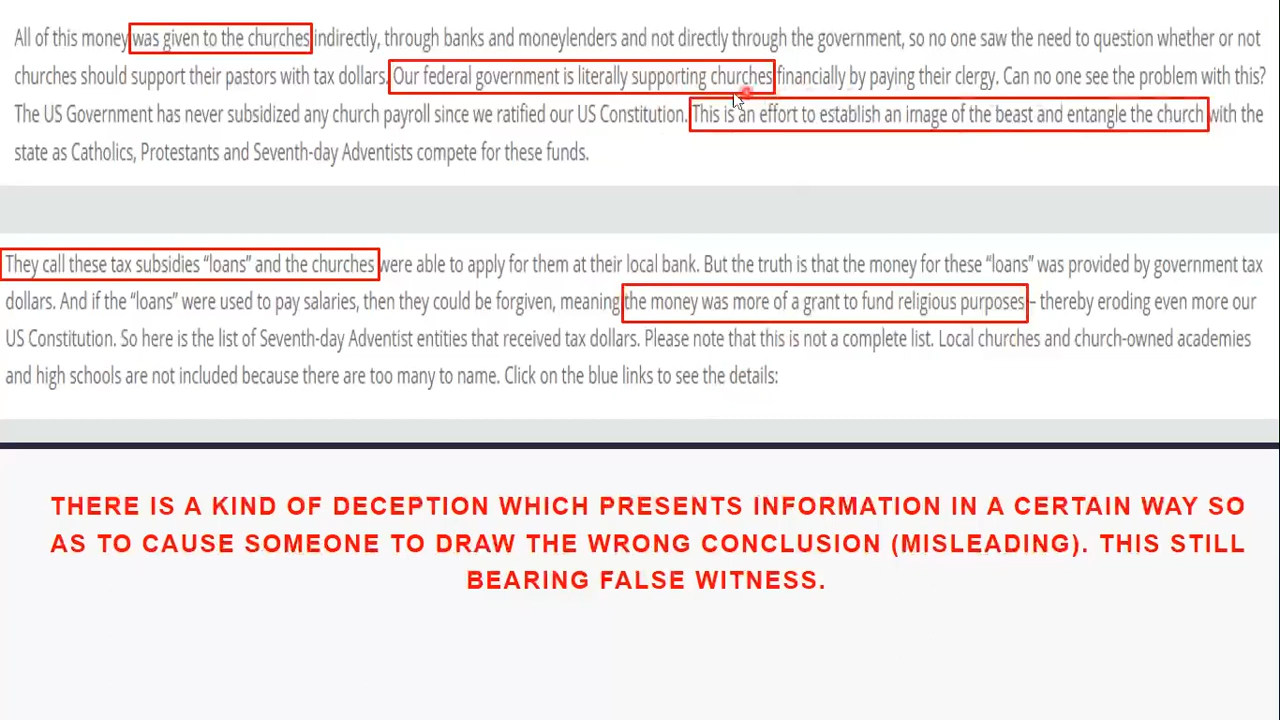 All of this money was given to the churches indirectly, through banks and moneylenders and not directly through the government, so no one saw the need to question whether or not
churches should support their pastors with tax dollars. Our federal government is literally supporting churches financially by paying their clergy. Can no one see the problem with this?
The US Government has never subsidized any church payroll since we ratified our US Constitution. This is an effort to establish an image of the beast and entangle the church with the
state as Catholics, Protestants and Seventh-day Adventists compete for these funds.
They call these tax subsidies “loans” and the churches were able to apply for them at their local bank. But the truth is that the money for these “loans” was provided by government tax
dollars. And if the “loans” were used to pay salaries, then they could be forgiven, meaning the money was more of a grant to fund religious purposes – thereby eroding even more our
US Constitution. So here is the list of Seventh-day Adventist entities that received tax dollars. Please note that this is not a complete list. Local churches and church-owned academies
and high schools are not included because there are too many to name. Click on the blue links to see the details:
THERE IS A KIND OF DECEPTION WHICH PRESENTS INFORMATION IN A CERTAIN WAY SO
AS TO CAUSE SOMEONE TO DRAW THE WRONG CONCLUSION (MISLEADING). THIS STILL
BEARING FALSE WITNESS.